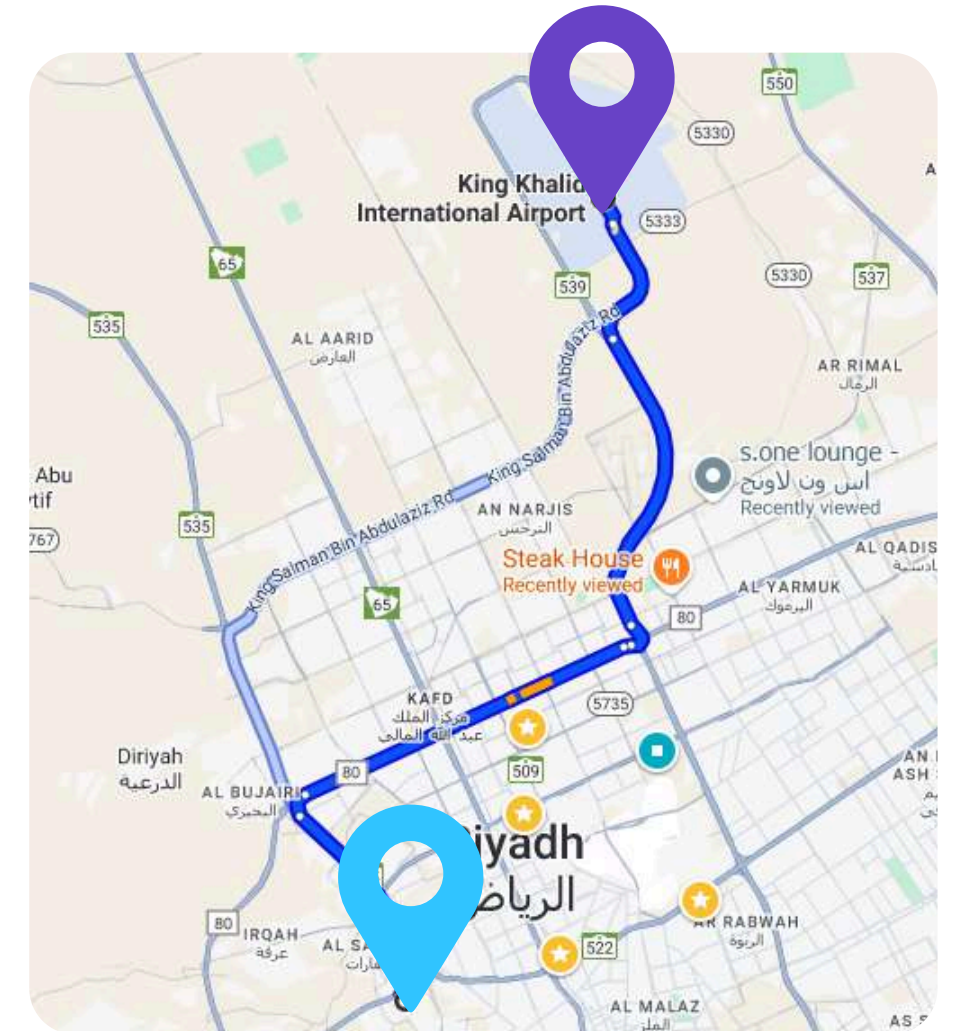 550
5330
King Khalid
International Airport
5333
65
539
5330
537
535
AL AARID
العارض
King Salman Bin Abdulaziz Rd
AR RIMAL
الرمال
s.one lounge -
اس ون لاونج
Recently viewed
Abu
King Salman Bin Abdulaziz Rd
AN NARJIS
النرجس
535
767
Steak House
Recently viewed
AL QADIS
65
AL YARMUK
اليرموك
80
KAFD
مركز الملك
عبد الله المالي
5735
Diriyah
الدرعية
80
509
AL BUJAIRI
البجيري
AN
ASH
الرياض
80
IRQAH
عرقة
AR RABWAH
الربوة
522
AL MALAZ
الملز